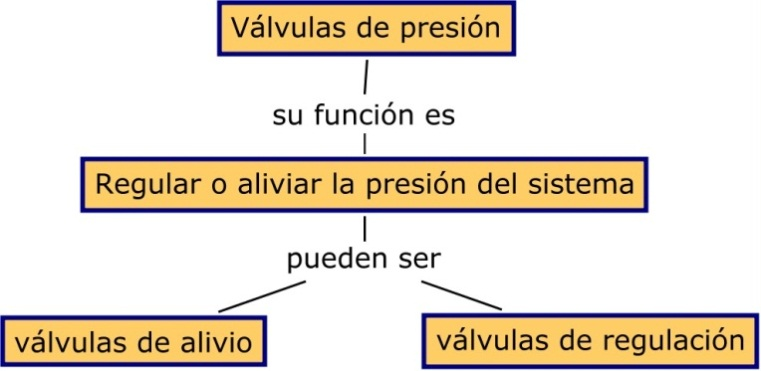 Válvulas de presión
su función es
Regular o aliviar la presión del sistema
pueden ser
válvulas de alivio
válvulas de regulación